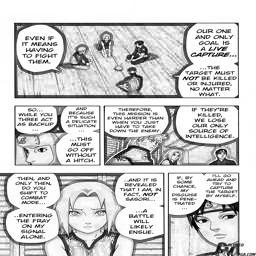 OUR ONE
AND ONLY
GOAL IS
A LIVE
CAPTURE...
THE
TARGET MUST
NOT BE KILLED
OR INJURED,
NO MATTER
WHAT.
EVEN IF
IT MEANS
HAVING TO
FIGHT
THEM.
IF THEY'RE
KILLED,
WE LOSE
OUR ONLY
SOURCE OF
INTELLIGENCE.
THEREFORE,
THIS MISSION IS
EVEN HARDER
THAN WHEN
YOU JUST
HAVE TO TAKE
DOWN THE
ENEMY.
AND
BECAUSE
IT'S SUCH
A DELICATE
SITUATION
THIS
MUST GO
OFF WITHOUT
A HITCH.
SO...
WHILE YOU
THREE ACT
AS BACKUP
I'LL GO
AHEAD AND
TRY TO
CAPTURE
THE TARGET
BY MYSELF.
IF, BY
SOME
CHANCE,
MY
DISGUISE IS
PENETRATED
AND IT IS
REVEALED
THAT I AM, IN
FACT, NOT
SASORI...
A
BATTLE
WILL
LIKELY
ENSUE.
THEN, AND
ONLY THEN,
DO YOU
SHIFT TO
COMBAT
MODE...
...ENTERING
THE FRAY
ON MY
SIGNAL
ALONE.